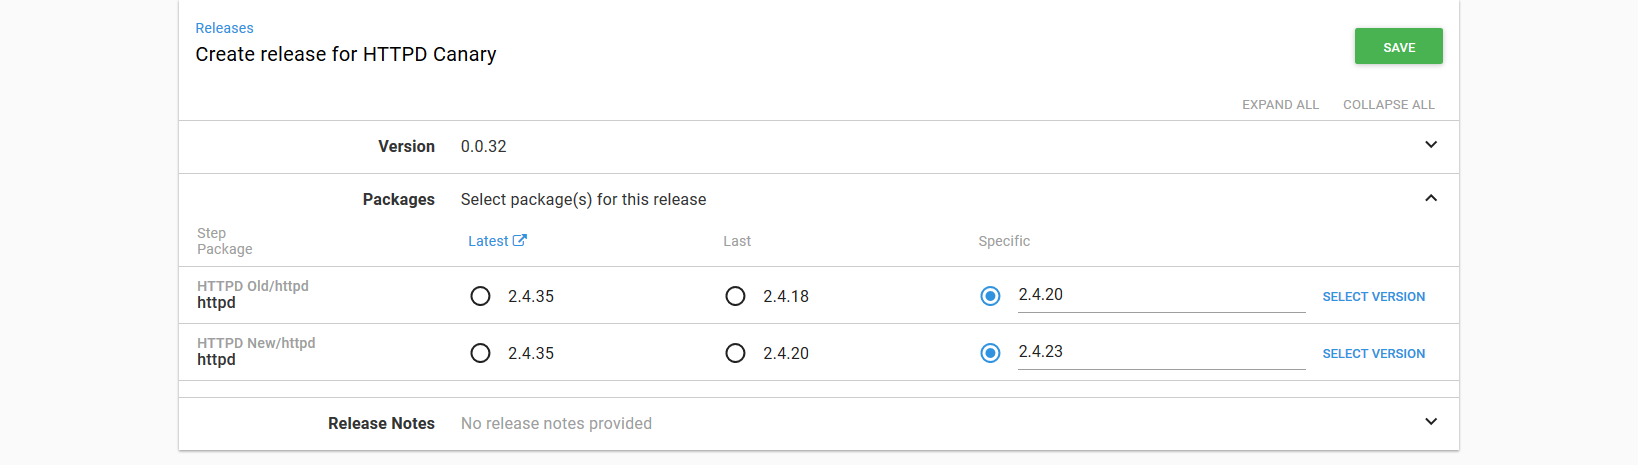 Releases
Create release for HTTPD Canary
SAVE
EXPAND ALL COLLAPSE ALL
Version 0.0.32
Packages Select package(s) for this release
Step
Package
Latest Last Specific
HTTPD Old/httpd
httpd
2.4.35 2.4.18 2.4.20 SELECT VERSION
HTTPD New/httpd
httpd
2.4.35 2.4.20 2.4.23 SELECT VERSION
Release Notes No release notes provided